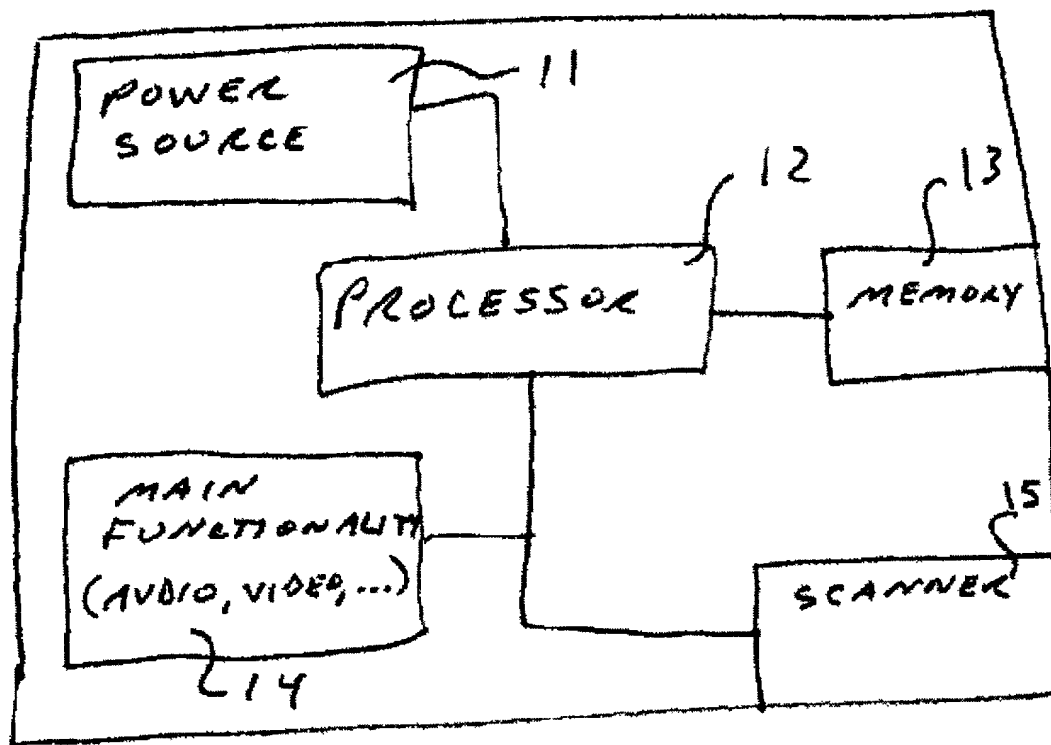 POWER
SOURCE
11
PROCESSOR
12
MEMORY
13
MAIN
FUNCTIONALITY
(AUDIO, VIDEO, ...)
14
SCANNER
15